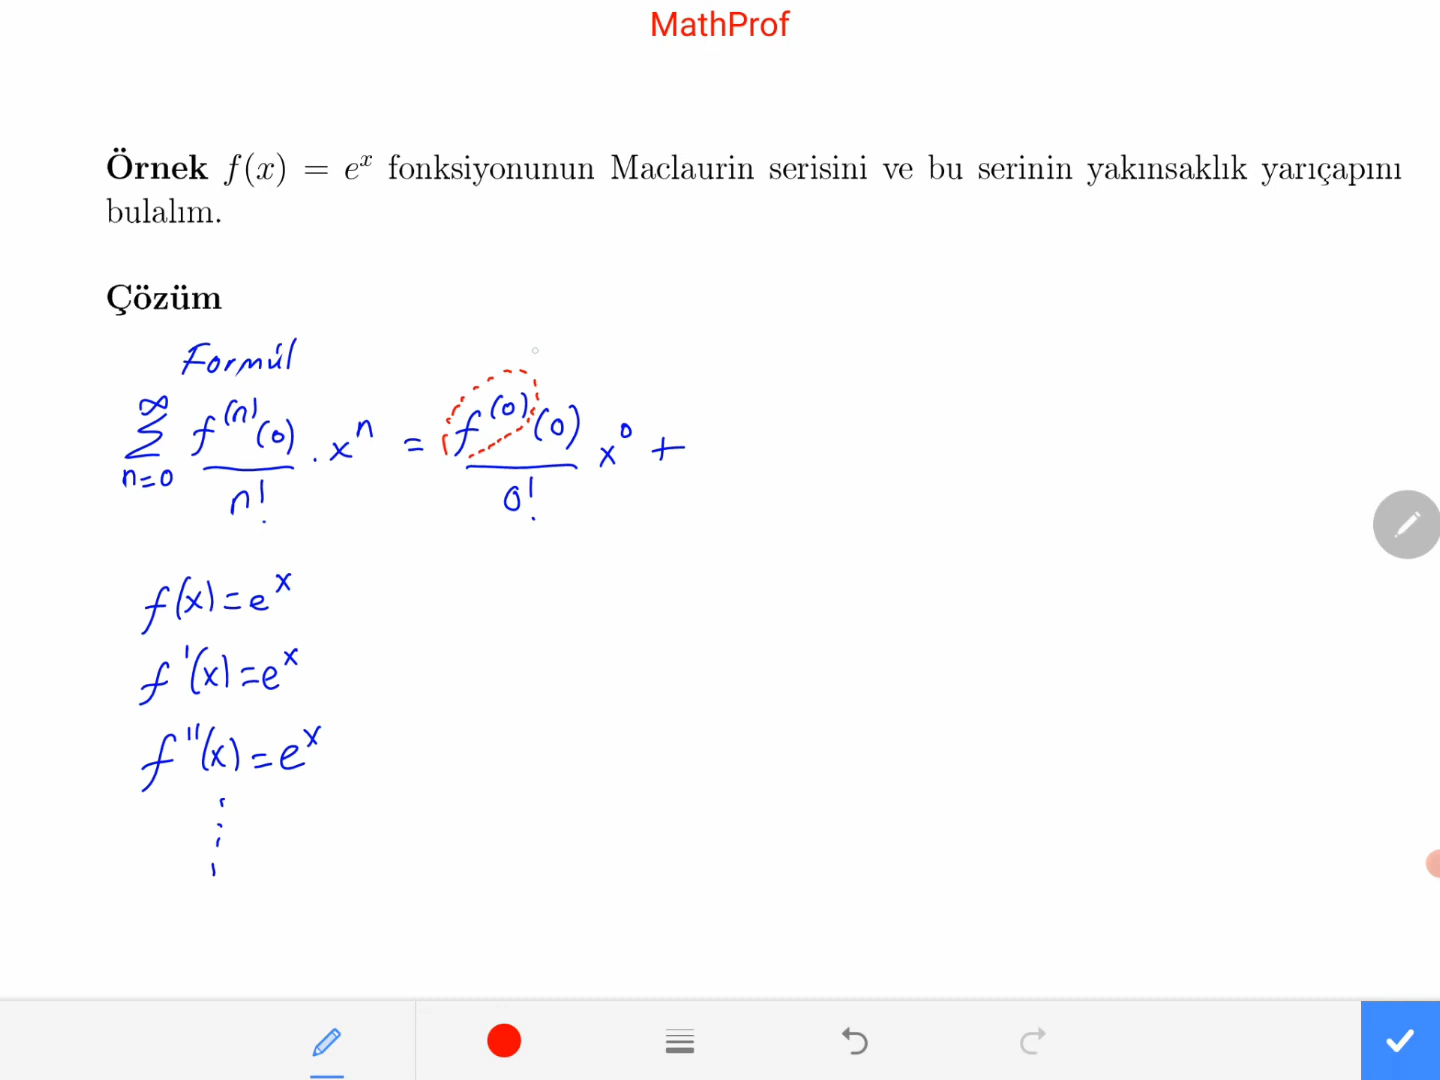 MathProf
Örnek f(x) = e^x fonksiyonunun Maclaurin serisini ve bu serinin yakınsaklık yarıçapını
bulalım.
Çözüm
Formül
∑_{n=0}^{∞} f^{(n)}(0)/n! . x^n = f^{(0)}(0)/0! x^0 +
f(x)=e^x
f'(x)=e^x
f''(x)=e^x
⋮